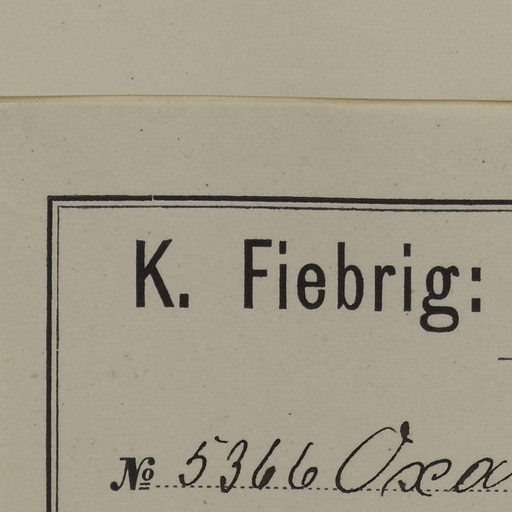 K. Fiebrig:
№ 5366 Oxa